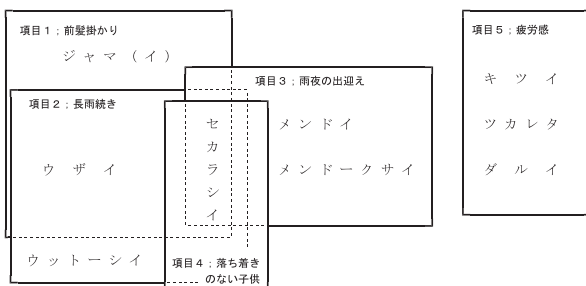 項目１；前髪掛かり
ジャマ（イ）
項目２；長雨続き
ウザイ
ウットーシイ
項目３；雨夜の出迎え
メンドイ
メンドークサイ
セカラシイ
項目４；落ち着き
のない子供
項目５；疲労感
キツイ
ツカレタ
ダルイ